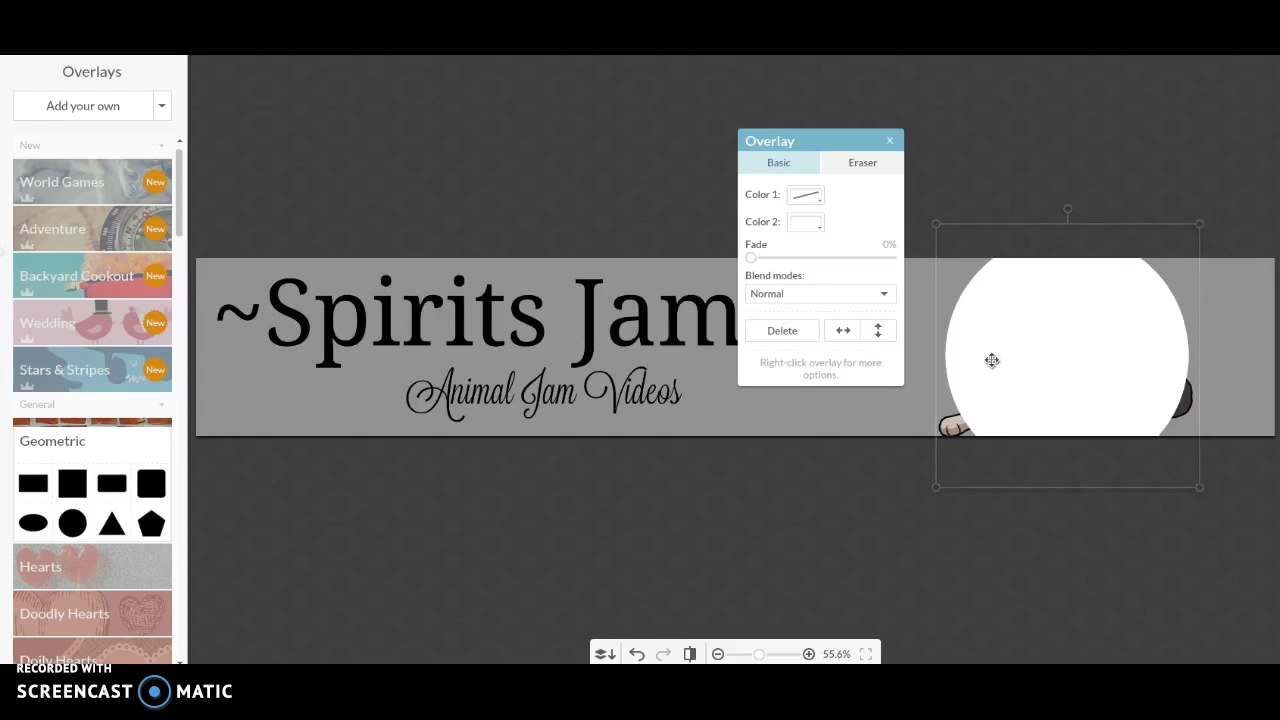 Overlays
Add your own
New
World Games New
Adventure New
Backyard Cookout New
Wedding New
Stars & Stripes New
General
Geometric
Hearts
Doodly Hearts
Doily Hearts
~Spirits Jam
Animal Jam Videos
Overlay x
Basic Eraser
Color 1:
Color 2:
Fade 0%
Blend modes:
Normal
Delete
Right-click overlay for more
options.
55.6%
RECORDED WITH
SCREENCAST MATIC